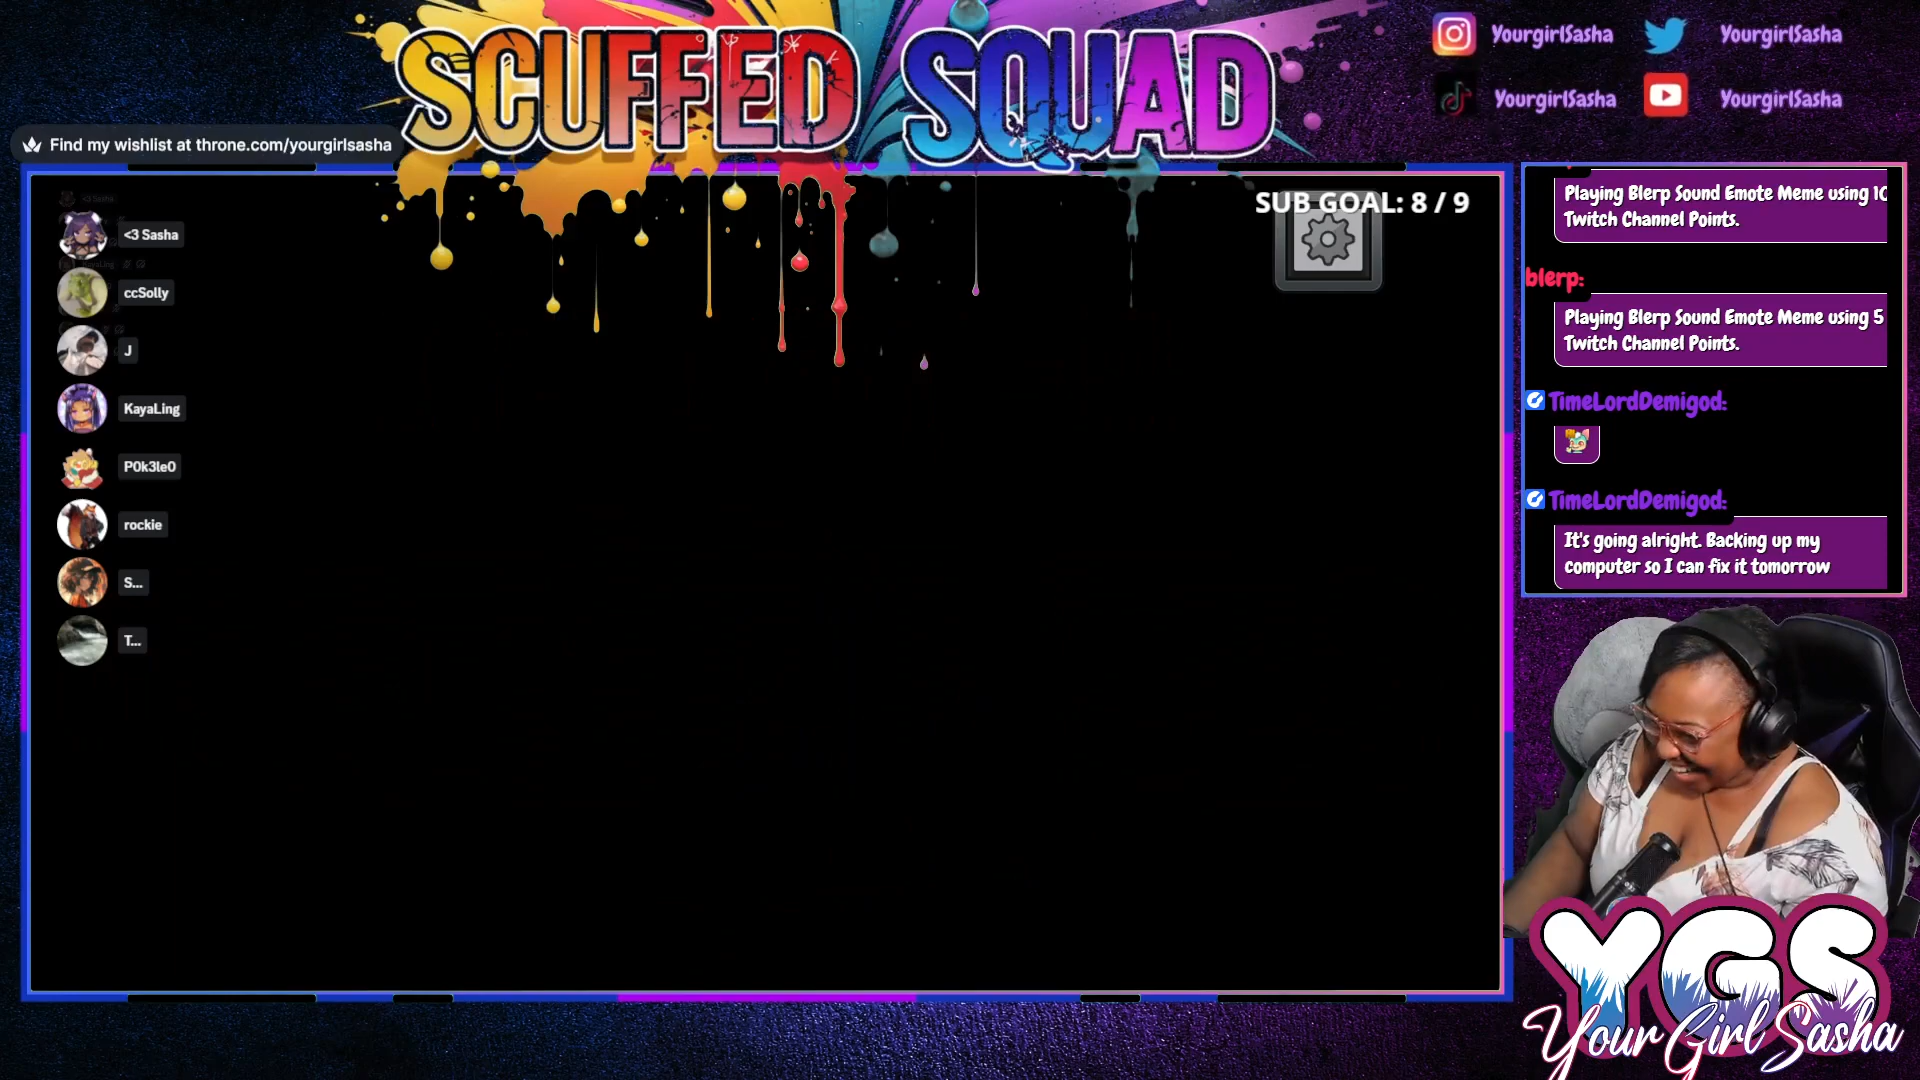 SCUFFED SQUAD
YourgirlSasha
YourgirlSasha
YourgirlSasha
YourgirlSasha
Find my wishlist at throne.com/yourgirlsasha
SUB GOAL: 8 / 9
<3 Sasha
ccSolly
J
KayaLing
P0k3le0
rockie
S...
T...
Playing Blerp Sound Emote Meme using 10
Twitch Channel Points.
blerp:
Playing Blerp Sound Emote Meme using 5
Twitch Channel Points.
TimeLordDemigod:
TimeLordDemigod:
It's going alright. Backing up my
computer so I can fix it tomorrow
YGS
Your Girl Sasha